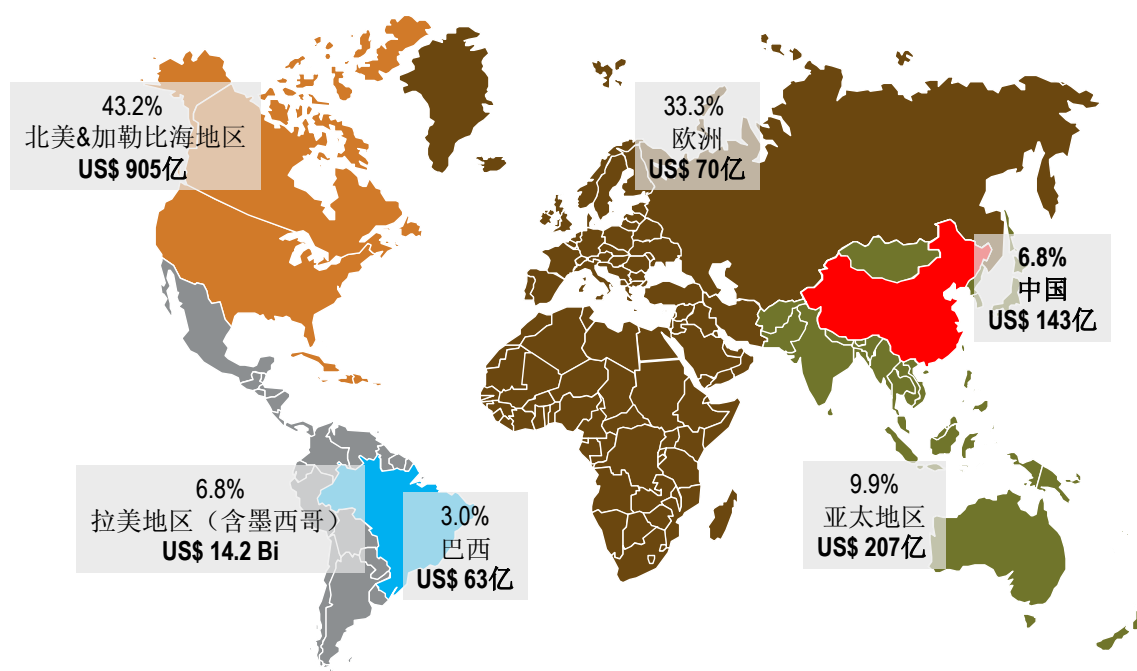 43.2%
北美&加勒比海地区
US$ 905亿
33.3%
欧洲
US$ 70亿
6.8%
中国
US$ 143亿
6.8%
拉美地区（含墨西哥）
US$ 14.2 Bi
3.0%
巴西
US$ 63亿
9.9%
亚太地区
US$ 207亿